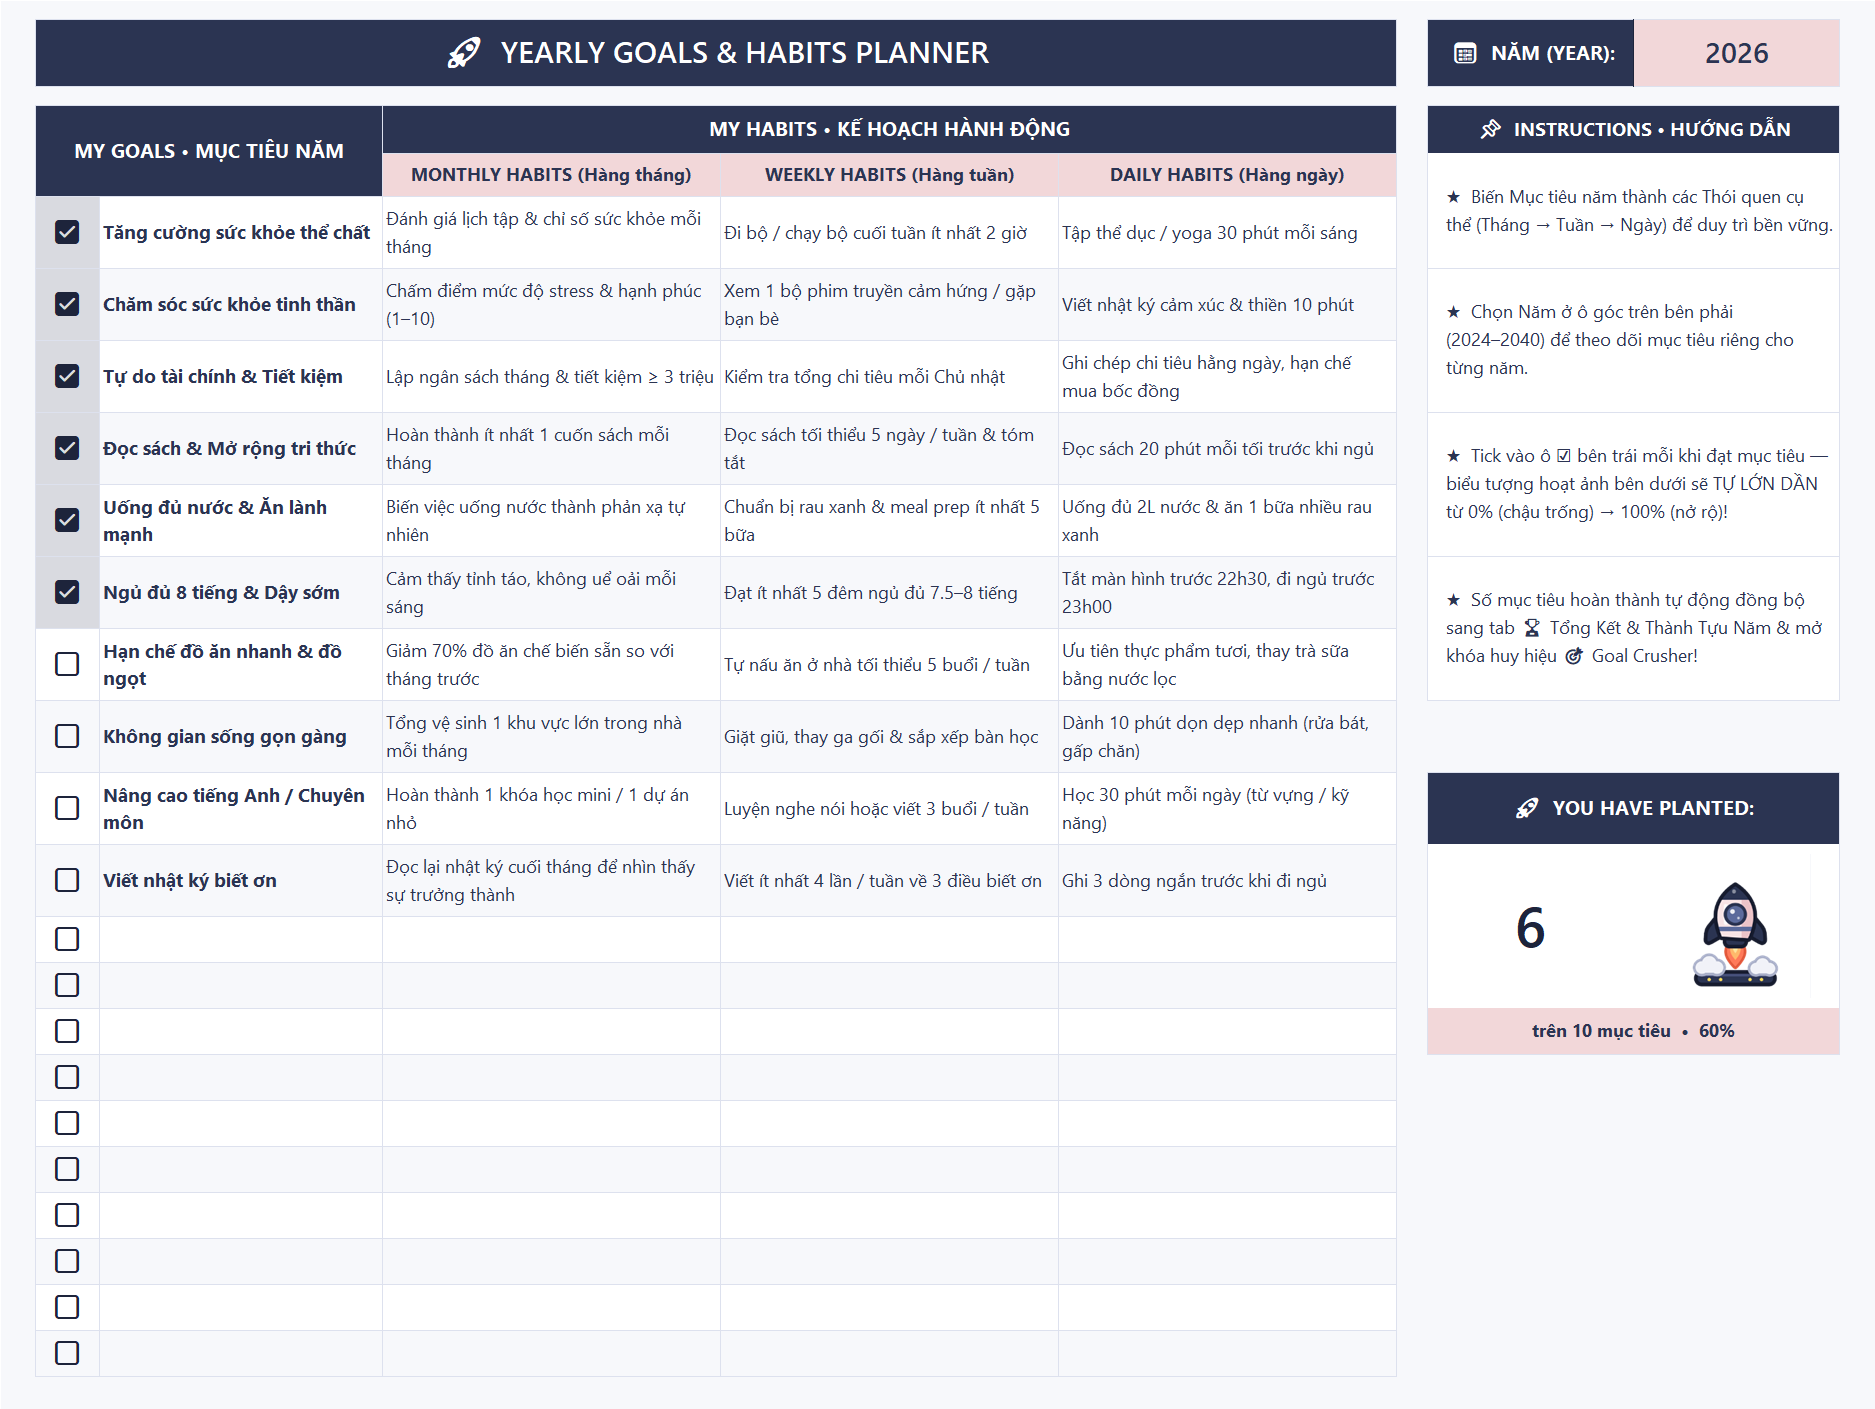 YEARLY GOALS & HABITS PLANNER
NĂM (YEAR):
2026
MY GOALS • MỤC TIÊU NĂM
MY HABITS • KẾ HOẠCH HÀNH ĐỘNG
MONTHLY HABITS (Hàng tháng)
WEEKLY HABITS (Hàng tuần)
DAILY HABITS (Hàng ngày)
Tăng cường sức khỏe thể chất
Đánh giá lịch tập & chỉ số sức khỏe mỗi
tháng
Đi bộ / chạy bộ cuối tuần ít nhất 2 giờ
Tập thể dục / yoga 30 phút mỗi sáng
Chăm sóc sức khỏe tinh thần
Chấm điểm mức độ stress & hạnh phúc
(1–10)
Xem 1 bộ phim truyền cảm hứng / gặp
bạn bè
Viết nhật ký cảm xúc & thiền 10 phút
Tự do tài chính & Tiết kiệm
Lập ngân sách tháng & tiết kiệm ≥ 3 triệu
Kiểm tra tổng chi tiêu mỗi Chủ nhật
Ghi chép chi tiêu hằng ngày, hạn chế
mua bốc đồng
Đọc sách & Mở rộng tri thức
Hoàn thành ít nhất 1 cuốn sách mỗi
tháng
Đọc sách tối thiểu 5 ngày / tuần & tóm
tắt
Đọc sách 20 phút mỗi tối trước khi ngủ
Uống đủ nước & Ăn lành
mạnh
Biến việc uống nước thành phản xạ tự
nhiên
Chuẩn bị rau xanh & meal prep ít nhất 5
bữa
Uống đủ 2L nước & ăn 1 bữa nhiều rau
xanh
Ngủ đủ 8 tiếng & Dậy sớm
Cảm thấy tỉnh táo, không uể oải mỗi
sáng
Đạt ít nhất 5 đêm ngủ đủ 7.5–8 tiếng
Tắt màn hình trước 22h30, đi ngủ trước
23h00
Hạn chế đồ ăn nhanh & đồ
ngọt
Giảm 70% đồ ăn chế biến sẵn so với
tháng trước
Tự nấu ăn ở nhà tối thiểu 5 buổi / tuần
Ưu tiên thực phẩm tươi, thay trà sữa
bằng nước lọc
Không gian sống gọn gàng
Tổng vệ sinh 1 khu vực lớn trong nhà
mỗi tháng
Giặt giũ, thay ga gối & sắp xếp bàn học
Dành 10 phút dọn dẹp nhanh (rửa bát,
gấp chăn)
Nâng cao tiếng Anh / Chuyên
môn
Hoàn thành 1 khóa học mini / 1 dự án
nhỏ
Luyện nghe nói hoặc viết 3 buổi / tuần
Học 30 phút mỗi ngày (từ vựng / kỹ
năng)
Viết nhật ký biết ơn
Đọc lại nhật ký cuối tháng để nhìn thấy
sự trưởng thành
Viết ít nhất 4 lần / tuần về 3 điều biết ơn
Ghi 3 dòng ngắn trước khi đi ngủ
INSTRUCTIONS • HƯỚNG DẪN
★ Biến Mục tiêu năm thành các Thói quen cụ
thể (Tháng → Tuần → Ngày) để duy trì bền vững.
★ Chọn Năm ở ô góc trên bên phải
(2024–2040) để theo dõi mục tiêu riêng cho
từng năm.
★ Tick vào ô ☑ bên trái mỗi khi đạt mục tiêu —
biểu tượng hoạt ảnh bên dưới sẽ TỰ LỚN DẦN
từ 0% (chậu trống) → 100% (nở rộ)!
★ Số mục tiêu hoàn thành tự động đồng bộ
sang tab 🏆 Tổng Kết & Thành Tựu Năm & mở
khóa huy hiệu 🎯 Goal Crusher!
YOU HAVE PLANTED:
6
trên 10 mục tiêu • 60%